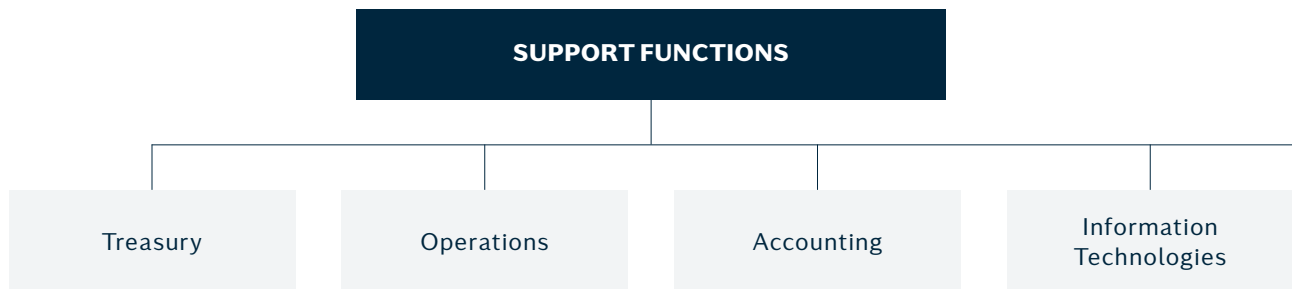 SUPPORT FUNCTIONS
Treasury
Operations
Accounting
Information
Technologies